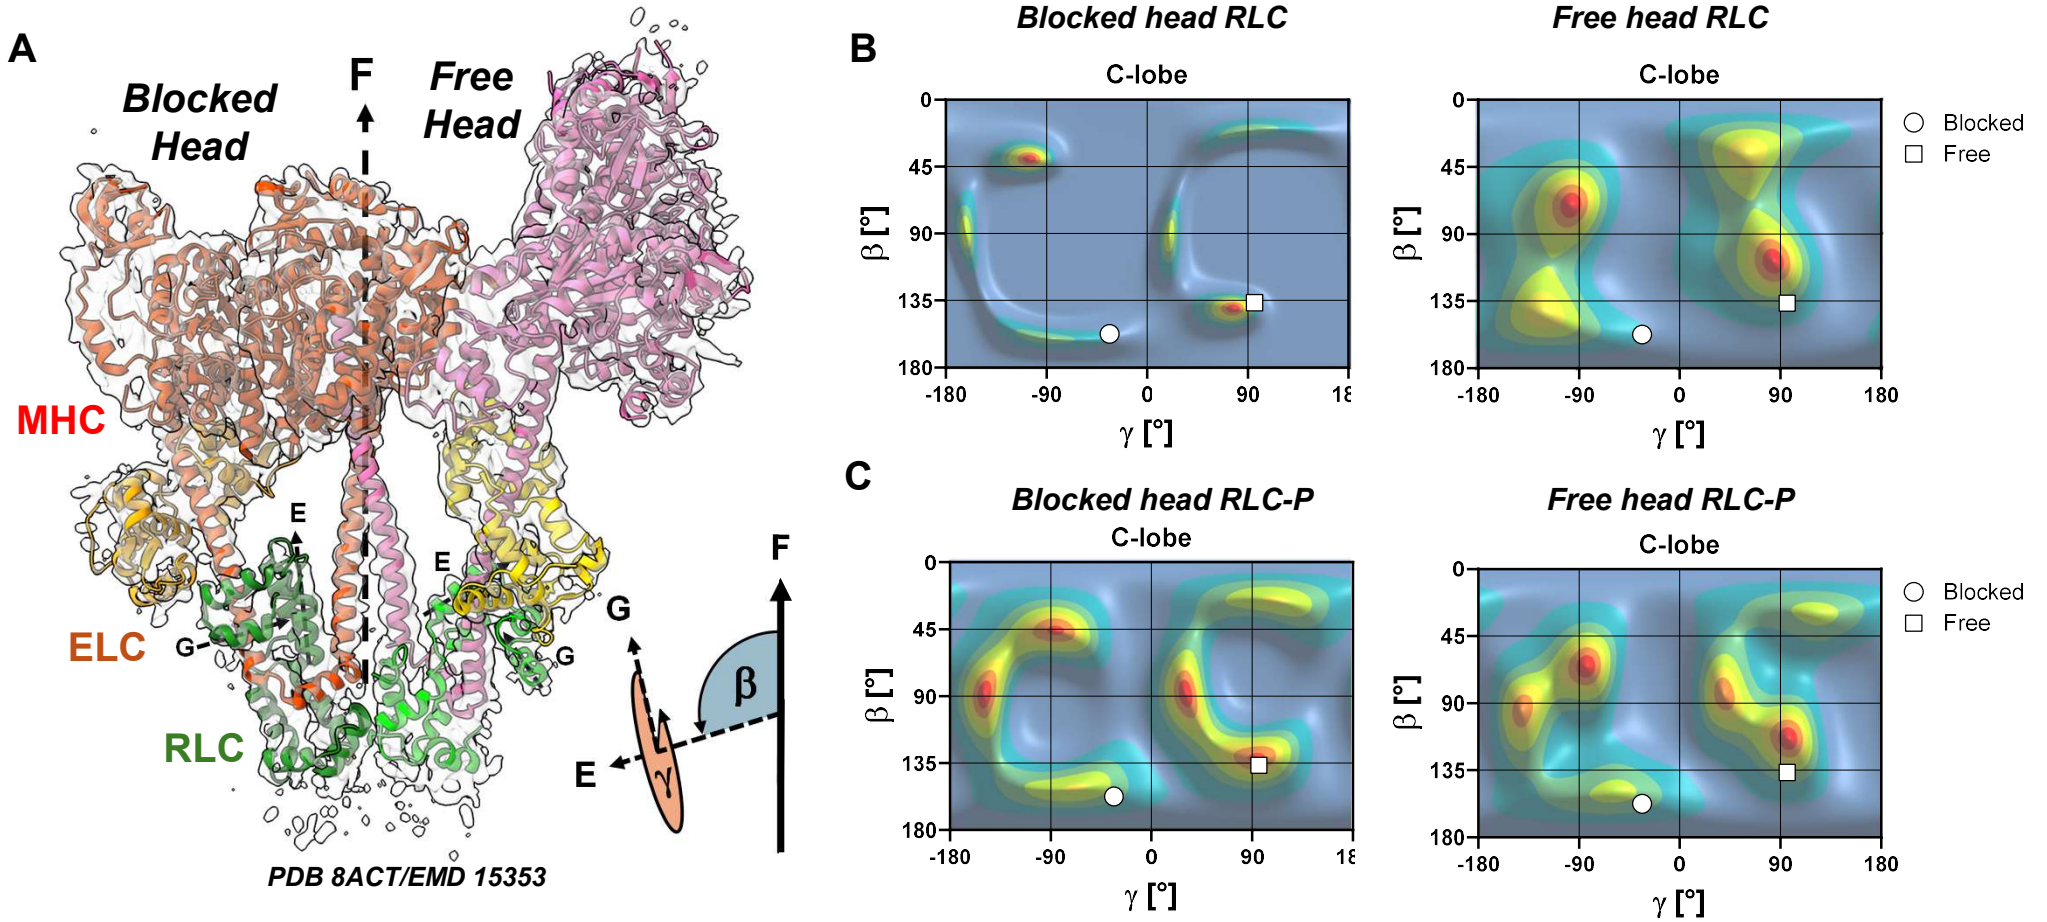 A
Blocked
Head
F
Free
Head
MHC
E
G
ELC
RLC
E
G
G
E
γ
β
F
PDB 8ACT/EMD 15353
B
Blocked head RLC
C-lobe
0
45
90
135
180
β [°]
-180
-90
0
90
18
γ [°]
Free head RLC
C-lobe
0
45
90
135
180
β [°]
-180
-90
0
90
180
γ [°]
Blocked
Free
C
Blocked head RLC-P
C-lobe
0
45
90
135
180
β [°]
-180
-90
0
90
18
γ [°]
Free head RLC-P
C-lobe
0
45
90
135
180
β [°]
-180
-90
0
90
180
γ [°]
Blocked
Free